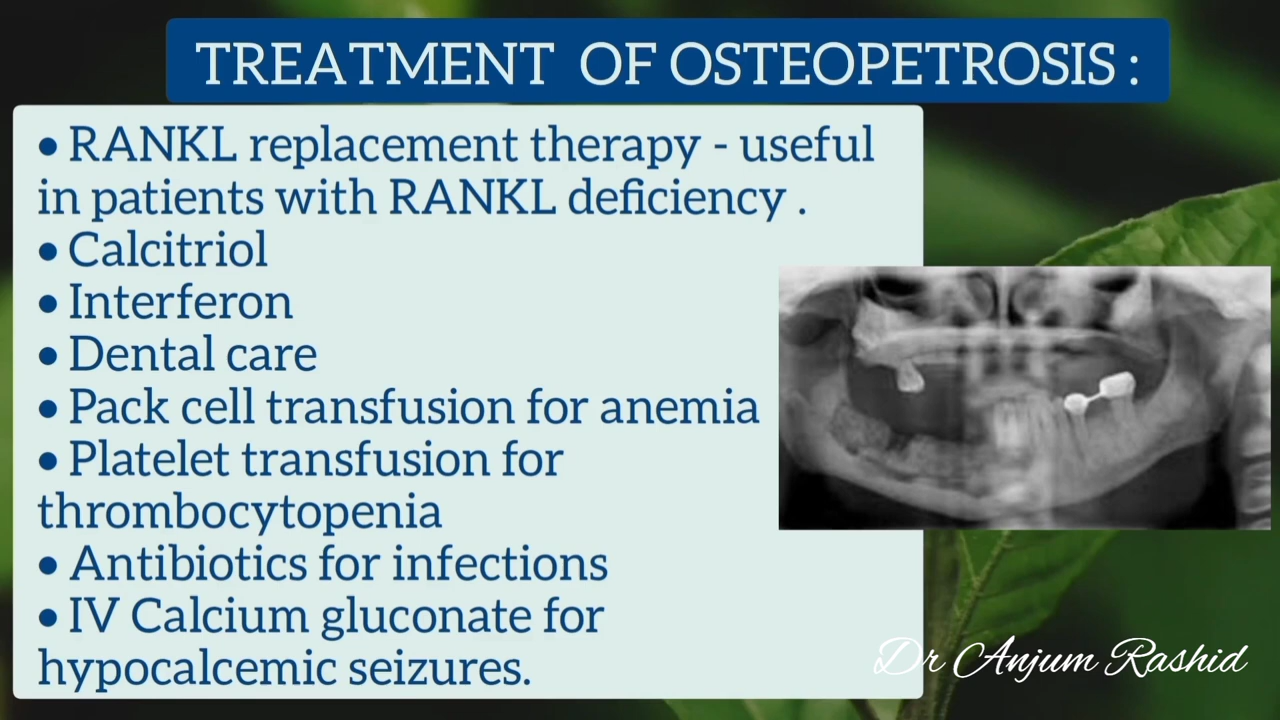 TREATMENT OF OSTEOPETROSIS :
• RANKL replacement therapy - useful
in patients with RANKL deficiency .
• Calcitriol
• Interferon
• Dental care
• Pack cell transfusion for anemia
• Platelet transfusion for
thrombocytopenia
• Antibiotics for infections
• IV Calcium gluconate for
hypocalcemic seizures.
Dr Anjum Rashid